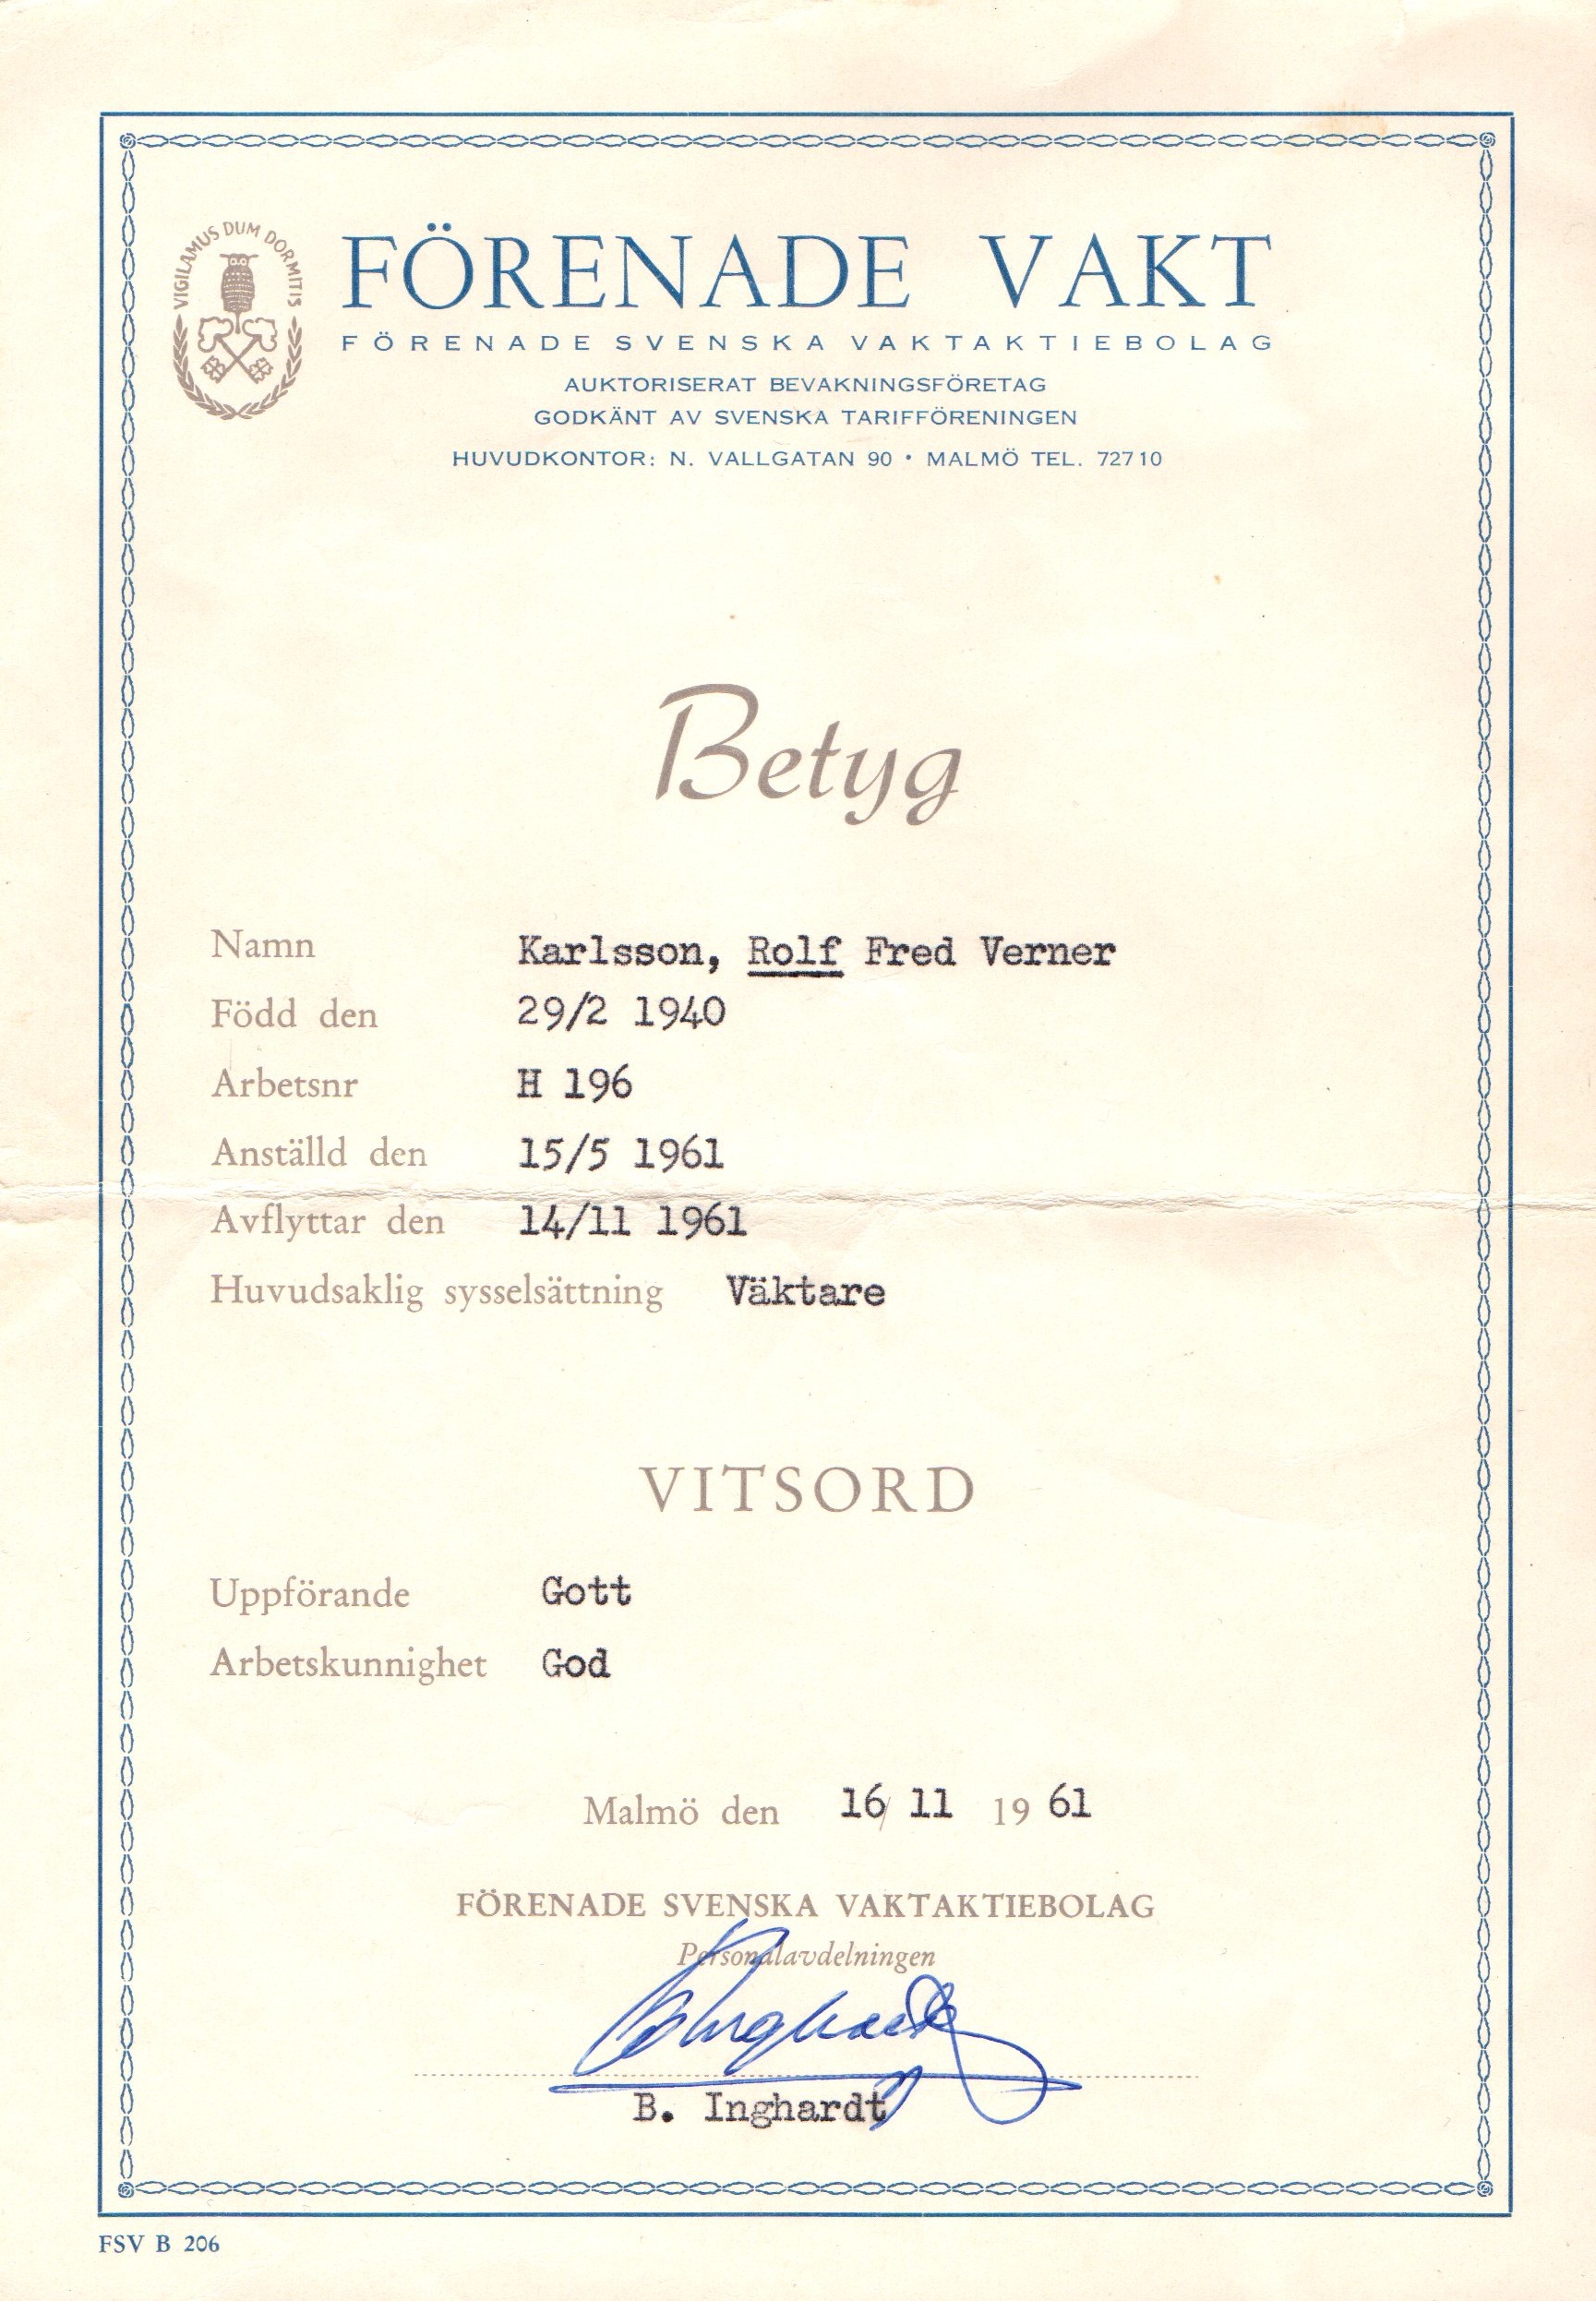 VIGILAMUS DUM DORMITIS
FÖRENADE VAKT
FÖRENADE SVENSKA VAKTAKTIEBOLAG
AUKTORISERAT BEVAKNINGSFÖRETAG
GODKÄNT AV SVENSKA TARIFFÖRENINGEN
HUVUDKONTOR: N. VALLGATAN 90 • MALMÖ TEL. 72710
Betyg
Namn Karlsson, Rolf Fred Verner
Född den 29/2 1940
Arbetsnr H 196
Anställd den 15/5 1961
Avflyttar den 14/11 1961
Huvudsaklig sysselsättning Väktare
VITSORD
Uppförande Gott
Arbetskunnighet God
Malmö den 16/ 11 19 61
FÖRENADE SVENSKA VAKTAKTIEBOLAG
Personalavdelningen
B Inghardt
B. Inghardt
FSV B 206